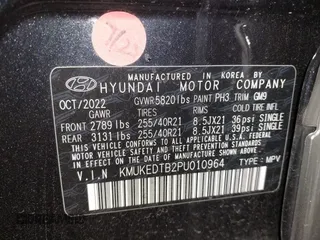 MANUFACTURED IN KOREA BY
HYUNDAI MOTOR COMPANY
OCT/2022 GVWR5820lbs PAINT PH3 TRIM GM9
GAWR TIRES RIMS COLD TIRE INFL
FRONT 2789 lbs 255/40R21 8.5JX21 36psi SINGLE
REAR 3131 lbs 255/40R21 8.5JX21 39psi SINGLE
THIS VEHICLE CONFORMS TO ALL APPLICABLE
U.S. FEDERAL MOTOR VEHICLE SAFETY AND
THEFT PREVENTION STANDARDS IN EFFECT ON
THE DATE OF MANUFACTURE SHOWN ABOVE.
V.I.N KMUKEDTB2PU010964 TYPE: MPV